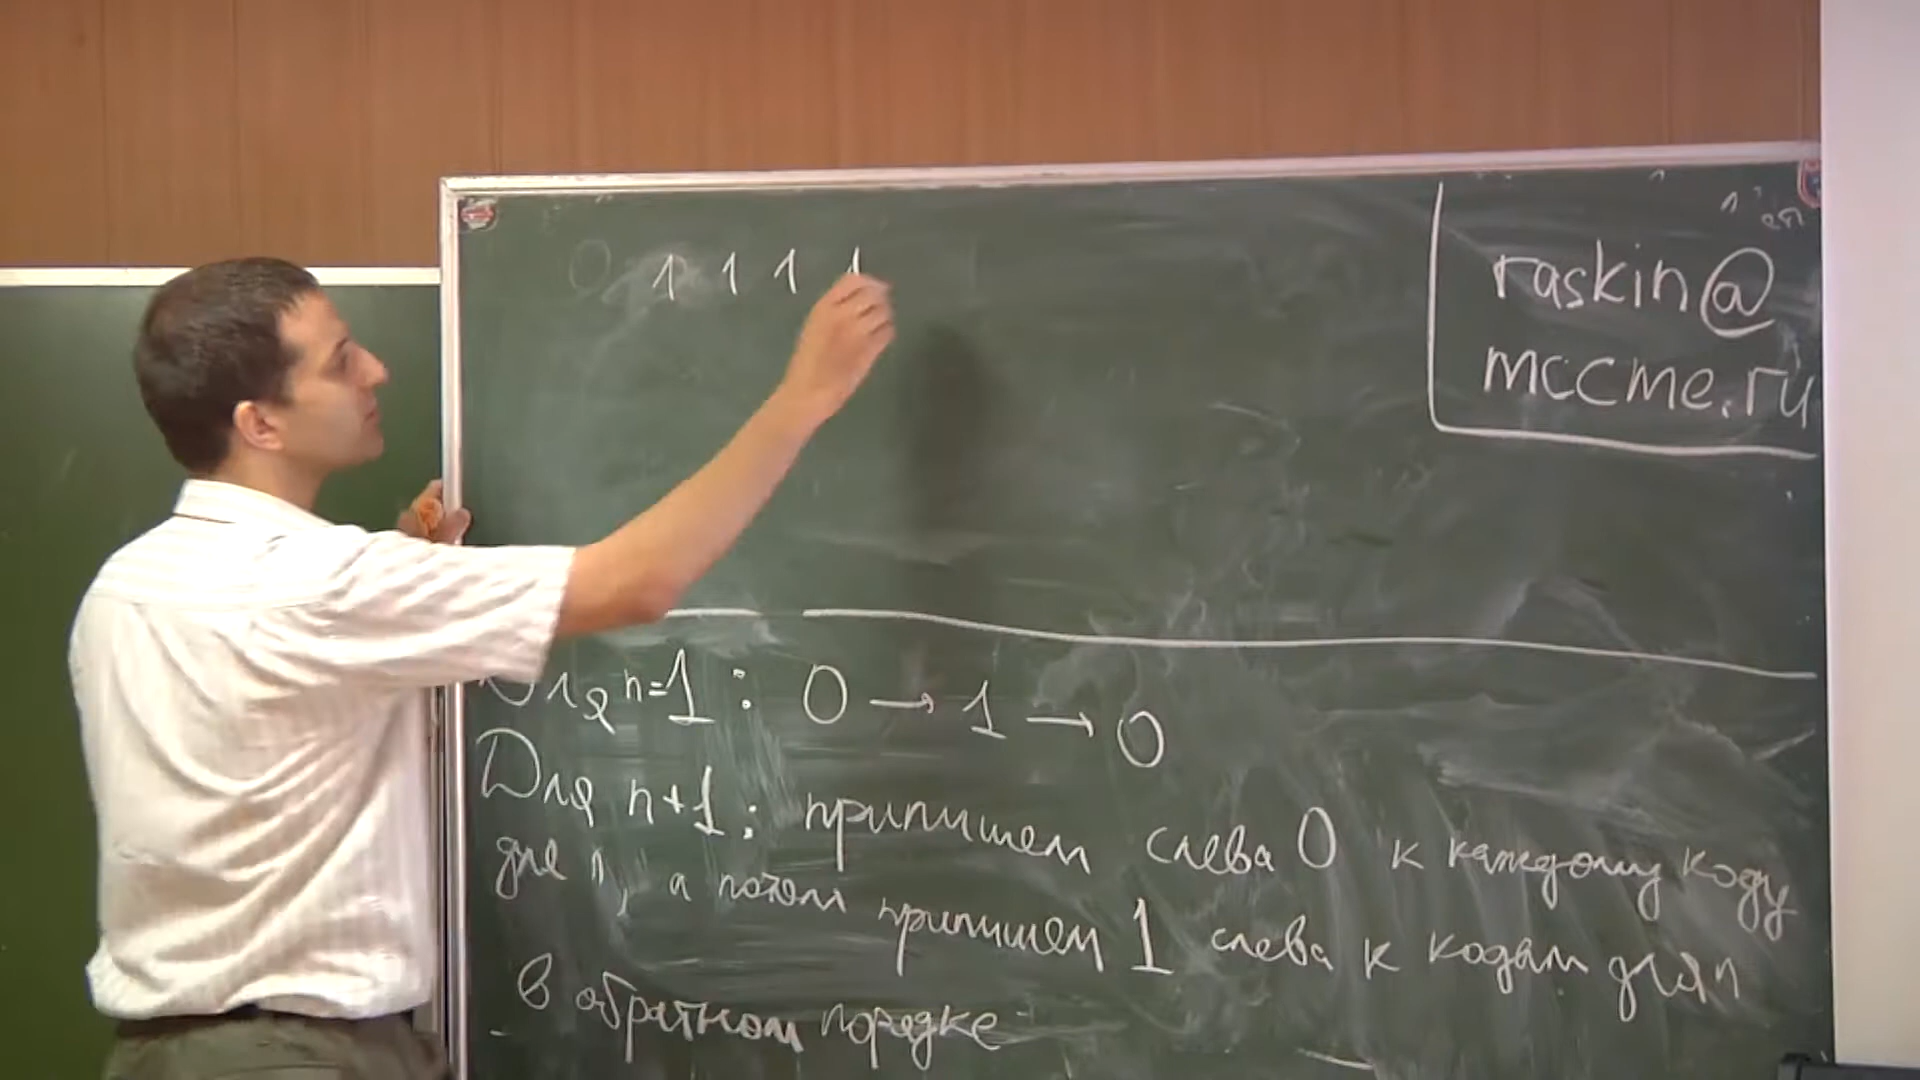 1 1 1 1
raskin@
mccme.ru
Для n=1 : 0 → 1 → 0
Для n+1 : припишем слева 0 к каждому коду
для n, а потом припишем 1 слева к кодам для n
в обратном порядке